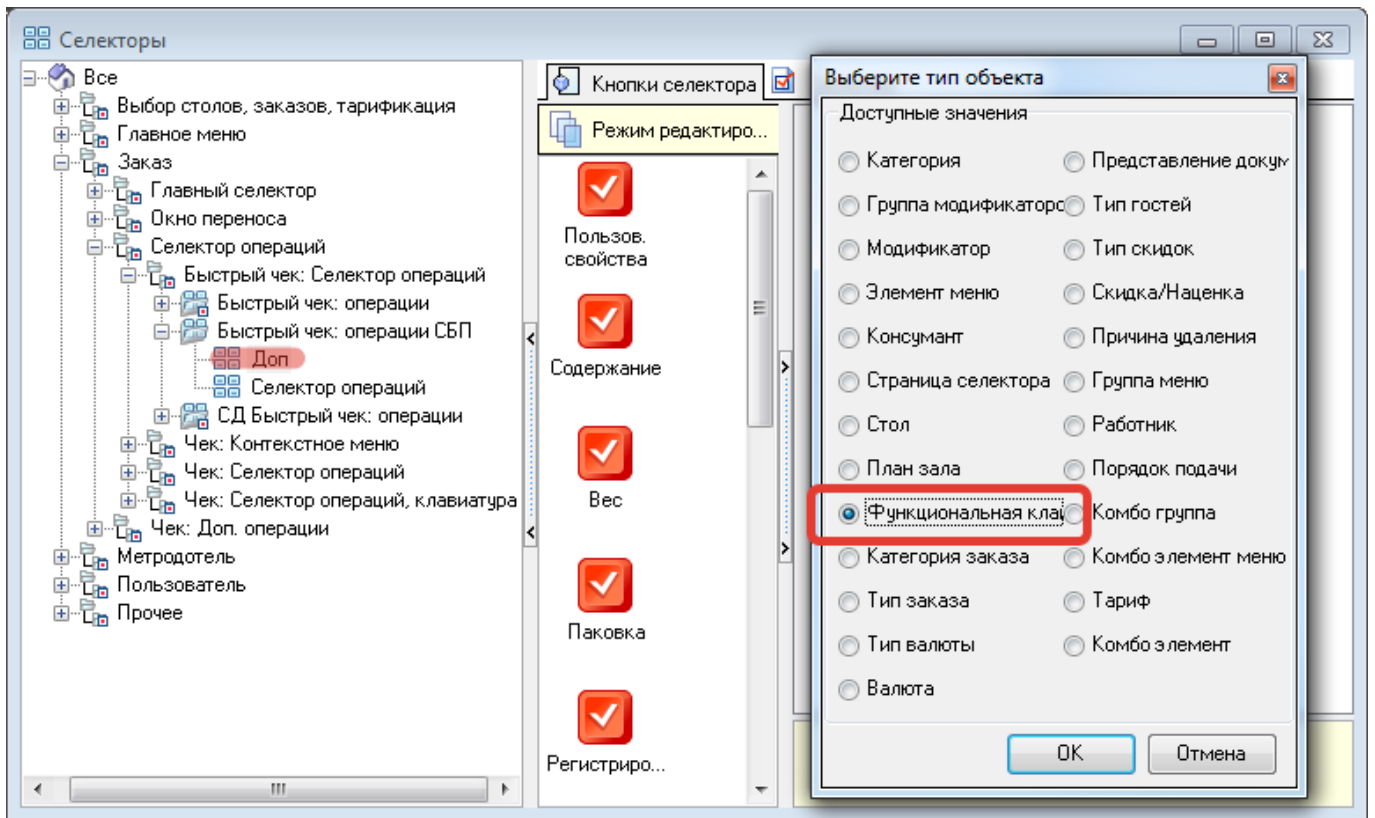 Селекторы
Все
Выбор столов, заказов, тарификация
Главное меню
Заказ
Главный селектор
Окно переноса
Селектор операций
Быстрый чек: Селектор операций
Быстрый чек: операции
Быстрый чек: операции СБП
Доп
Селектор операций
СД Быстрый чек: операции
Чек: Контекстное меню
Чек: Селектор операций
Чек: Селектор операций, клавиатура
Чек: Доп. операции
Метродотель
Пользователь
Прочее
Кнопки селектора
Режим редактиро...
Пользов.
свойства
Содержание
Вес
Паковка
Регистриро...
Выберите тип объекта
Доступные значения
Категория
Группа модификаторо
Модификатор
Элемент меню
Консумант
Страница селектора
Стол
План зала
Функциональная кла
Категория заказа
Тип заказа
Тип валюты
Валюта
Представление докум
Тип гостей
Тип скидок
Скидка/Наценка
Причина удаления
Группа меню
Работник
Порядок подачи
Комбо группа
Комбо элемент меню
Тариф
Комбо элемент
OK
Отмена